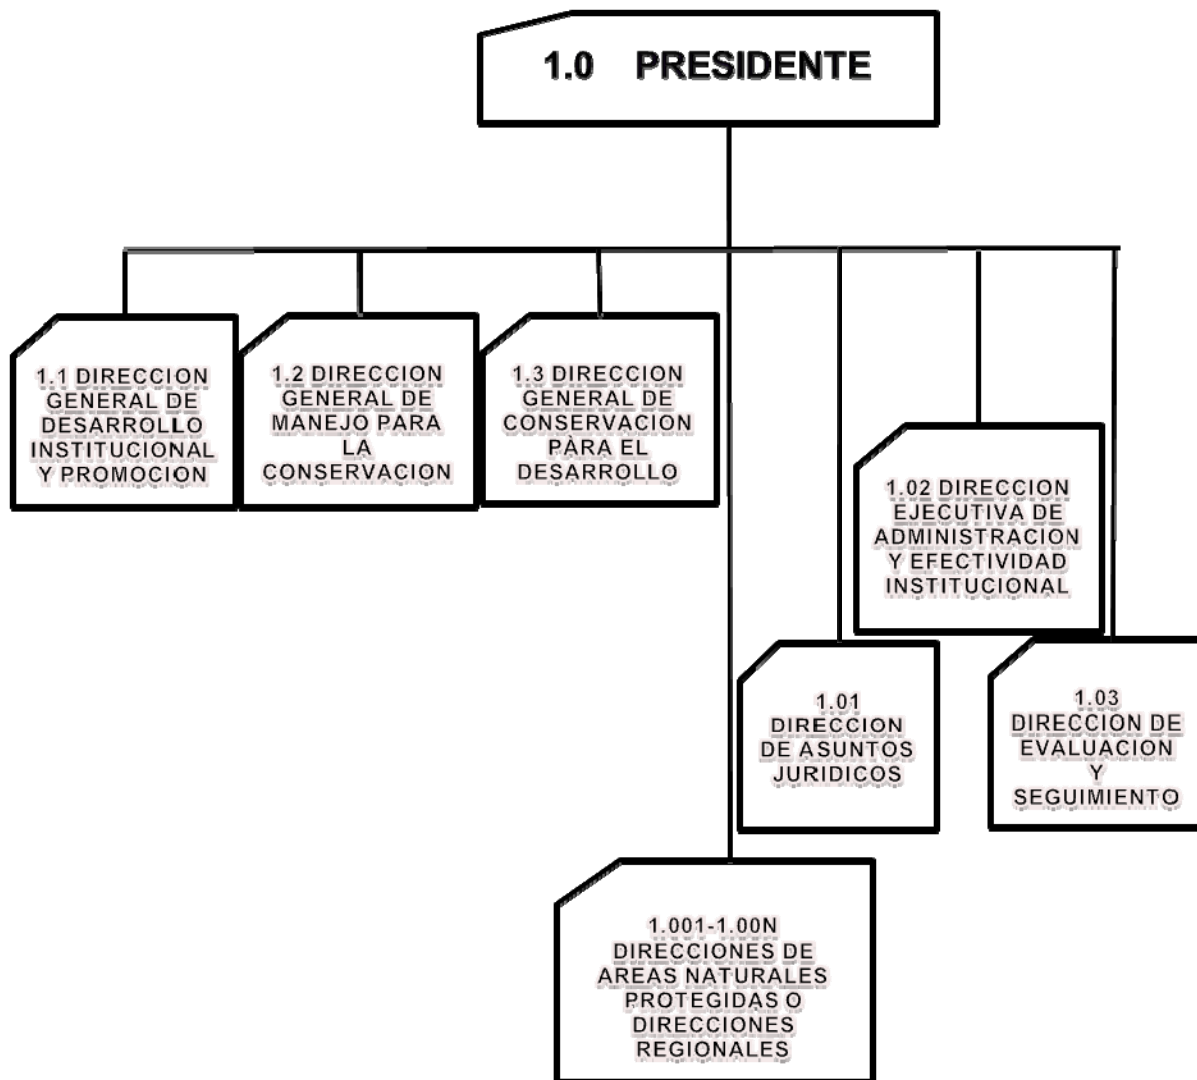 1.0 PRESIDENTE
1.1 DIRECCION
GENERAL DE
DESARROLLO
INSTITUCIONAL
Y PROMOCION
1.2 DIRECCION
GENERAL DE
MANEJO PARA
LA
CONSERVACION
1.3 DIRECCION
GENERAL DE
CONSERVACION
PÀRA EL
DESARROLLO
1.02 DIRECCION
EJECUTIVA DE
ADMINISTRACION
Y EFECTIVIDAD
INSTITUCIONAL
1.01
DIRECCION
DE ASUNTOS
JURIDICOS
1.03
DIRECCION DE
EVALUACION
Y
SEGUIMIENTO
1.001-1.00N
DIRECCIONES DE
AREAS NATURALES
PROTEGIDAS O
DIRECCIONES
REGIONALES